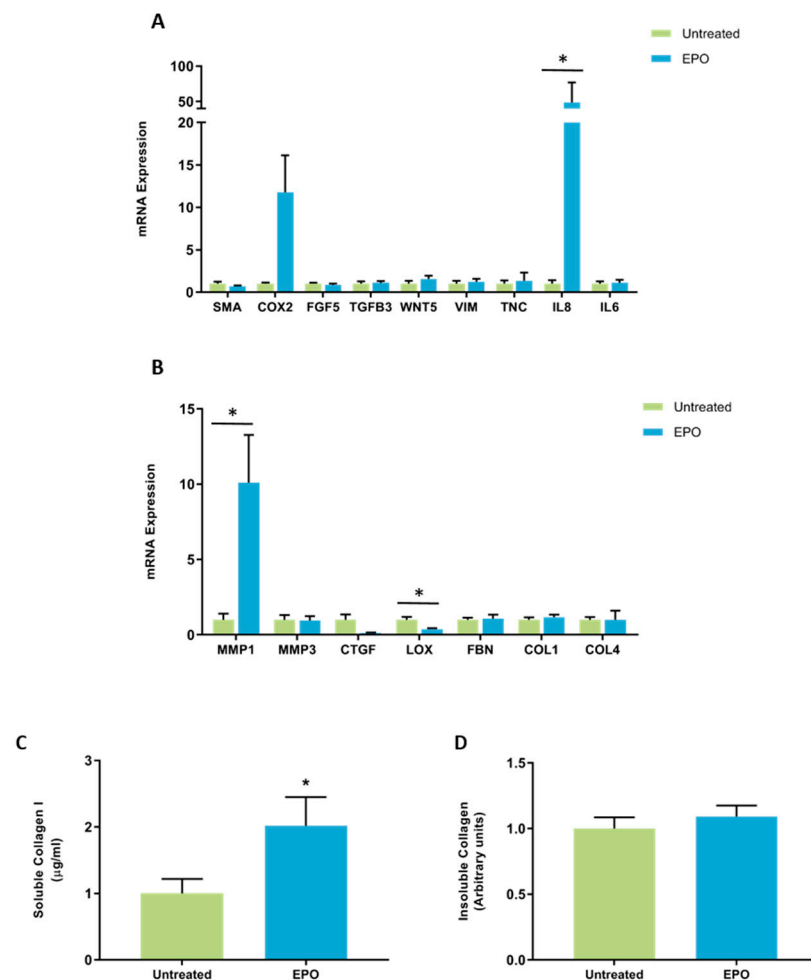 A
Untreated
EPO
*
100
50
20
15
10
5
0
mRNA Expression
SMA COX2 FGF5 TGFB3 WNT5 VIM TNC IL8 IL6
B
Untreated
EPO
*
*
15
10
5
0
mRNA Expression
MMP1 MMP3 CTGF LOX FBN COL1 COL4
C
*
3
2
1
0
Soluble Collagen I
(µg/ml)
Untreated EPO
D
1.5
1.0
0.5
0.0
Insoluble Collagen
(Arbitrary units)
Untreated EPO